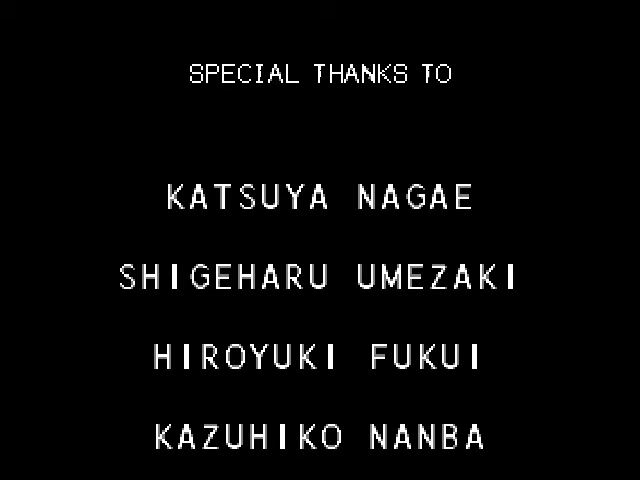 SPECIAL THANKS TO
KATSUYA NAGAE
SHIGEHARU UMEZAKI
HIROYUKI FUKUI
KAZUHIKO NANBA